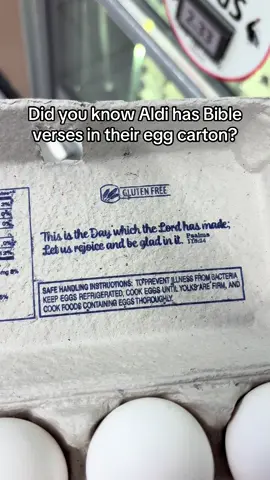 Did you know Aldi has Bible
verses in their egg carton?
GLUTEN FREE
This is the Day which the Lord has made;
Let us rejoice and be glad in it. Psalms
118:24
SAFE HANDLING INSTRUCTIONS: TO PREVENT ILLNESS FROM BACTERIA
KEEP EGGS REFRIGERATED, COOK EGGS UNTIL YOLKS ARE FIRM, AND
COOK FOODS CONTAINING EGGS THOROUGHLY.